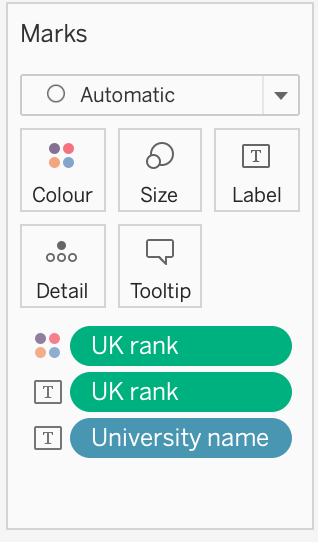 Marks
Automatic
Colour Size T Label
Detail Tooltip
UK rank
T UK rank
T University name